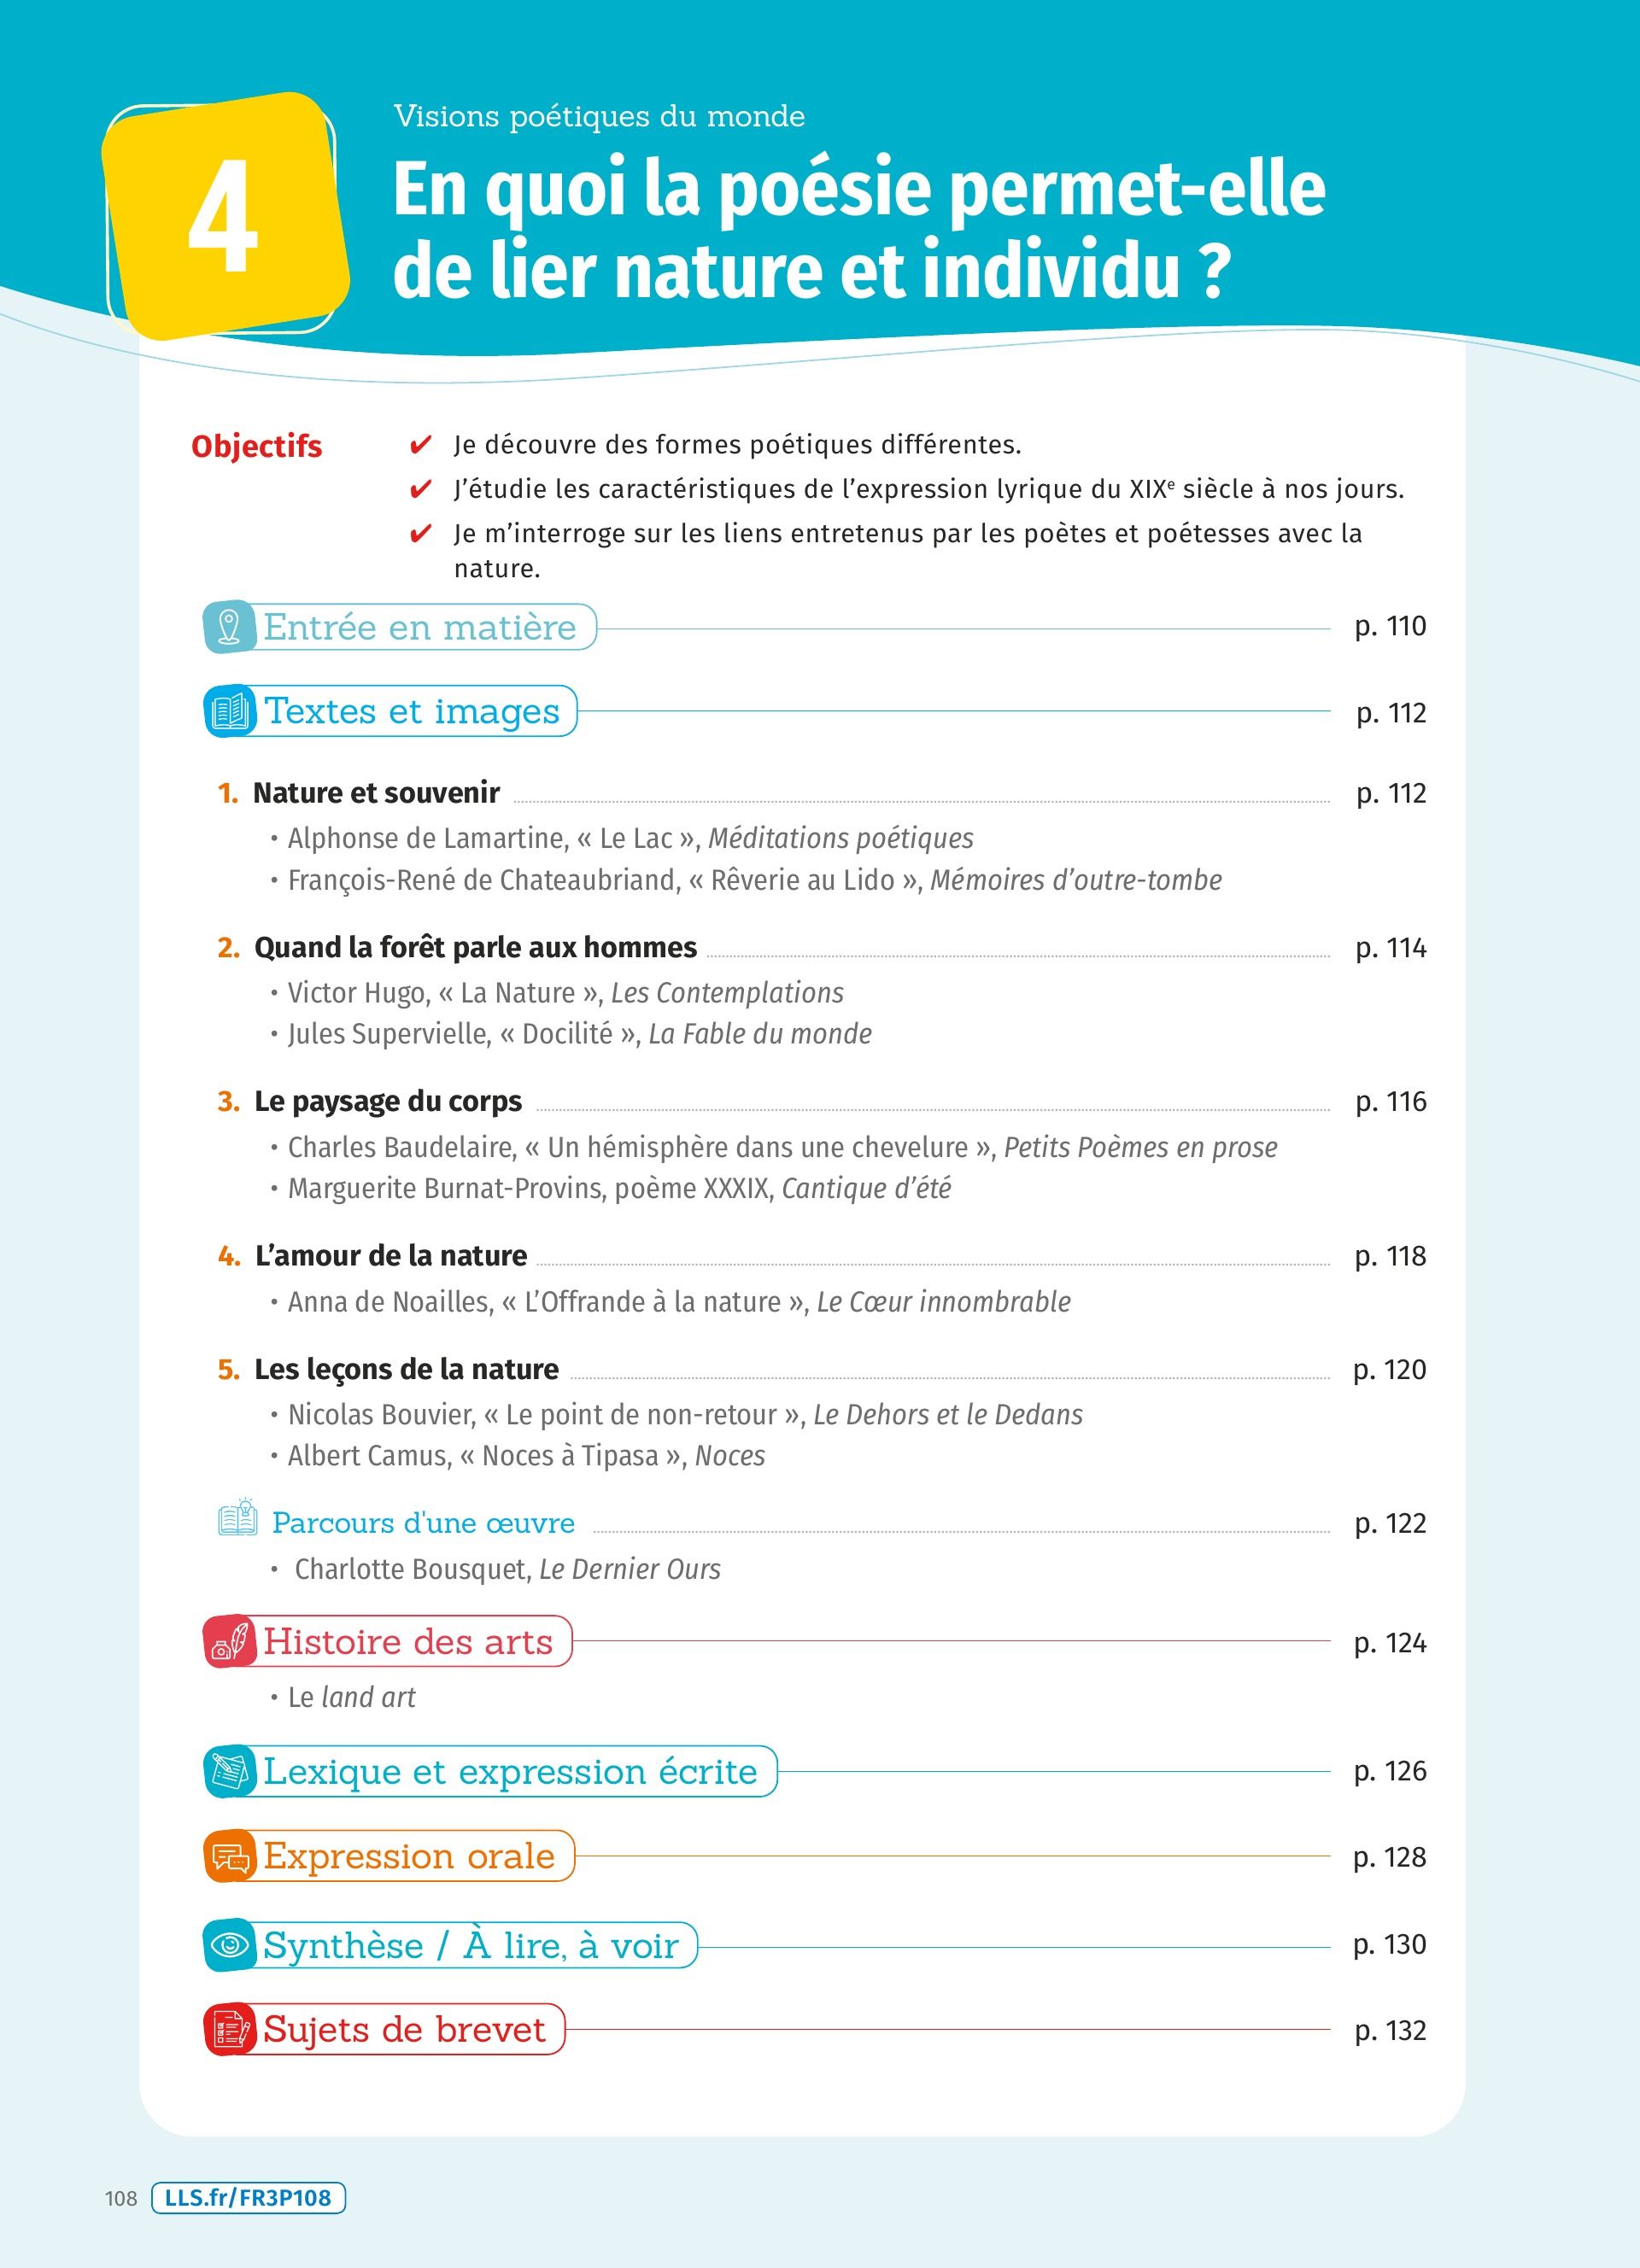 Visions poétiques du monde
4
En quoi la poésie permet-elle
de lier nature et individu ?
Objectifs
✔ Je découvre des formes poétiques différentes.
✔ J’étudie les caractéristiques de l’expression lyrique du XIXᵉ siècle à nos jours.
✔ Je m’interroge sur les liens entretenus par les poètes et poétesses avec la
nature.
Entrée en matière p. 110
Textes et images p. 112
1. Nature et souvenir p. 112
• Alphonse de Lamartine, « Le Lac », Méditations poétiques
• François-René de Chateaubriand, « Rêverie au Lido », Mémoires d’outre-tombe
2. Quand la forêt parle aux hommes p. 114
• Victor Hugo, « La Nature », Les Contemplations
• Jules Supervielle, « Docilité », La Fable du monde
3. Le paysage du corps p. 116
• Charles Baudelaire, « Un hémisphère dans une chevelure », Petits Poèmes en prose
• Marguerite Burnat-Provins, poème XXXIX, Cantique d’été
4. L’amour de la nature p. 118
• Anna de Noailles, « L’Offrande à la nature », Le Cœur innombrable
5. Les leçons de la nature p. 120
• Nicolas Bouvier, « Le point de non-retour », Le Dehors et le Dedans
• Albert Camus, « Noces à Tipasa », Noces
Parcours d'une œuvre p. 122
• Charlotte Bousquet, Le Dernier Ours
Histoire des arts p. 124
• Le land art
Lexique et expression écrite p. 126
Expression orale p. 128
Synthèse / À lire, à voir p. 130
Sujets de brevet p. 132
108 LLS.fr/FR3P108